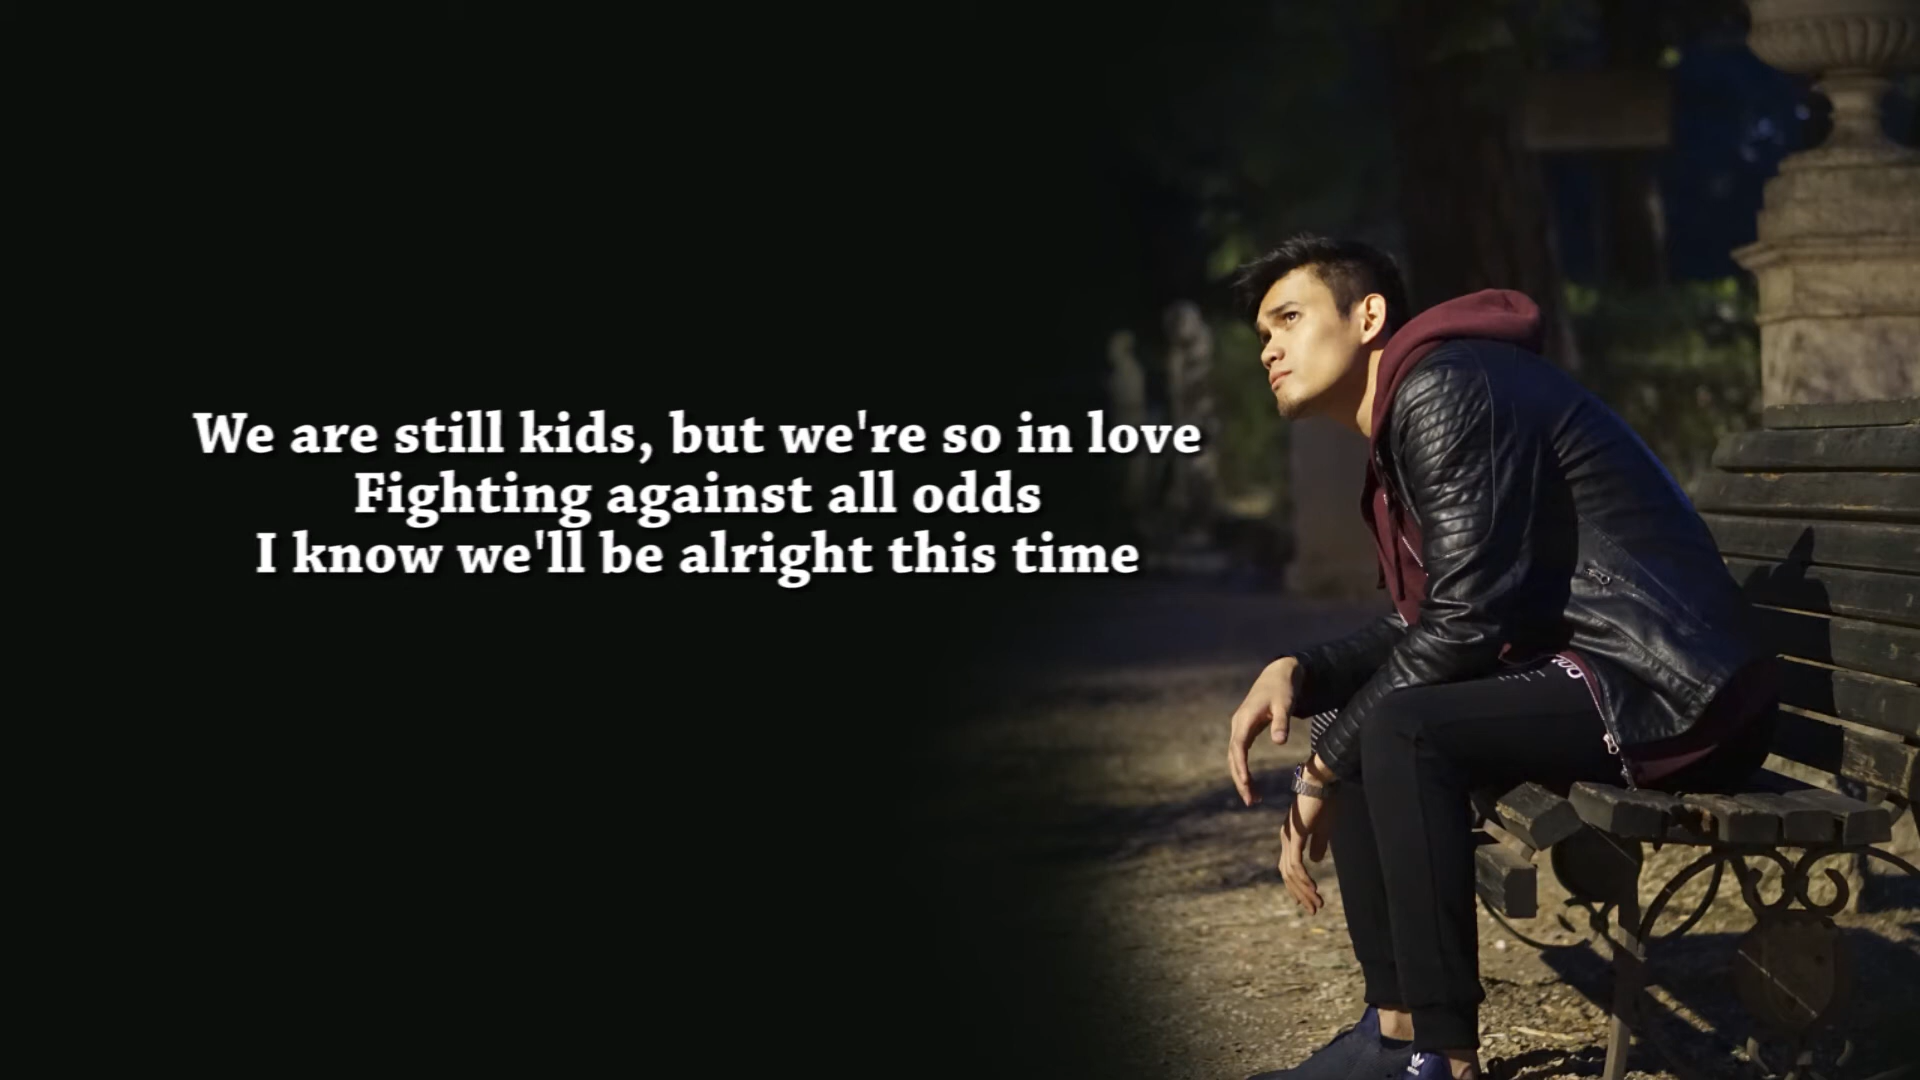 We are still kids, but we're so in love
Fighting against all odds
I know we'll be alright this time